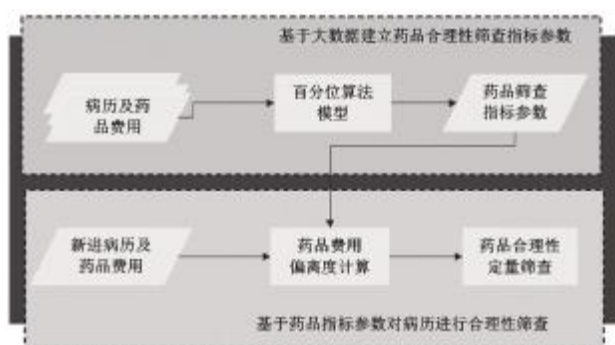 基于大数据建立药品合理性筛查指标参数
病历及药
品费用
百分位算法
模型
药品筛查
指标参数
新进病历及
药品费用
药品费用
偏离度计算
药品合理性
定量筛查
基于药品指标参数对病历进行合理性筛查